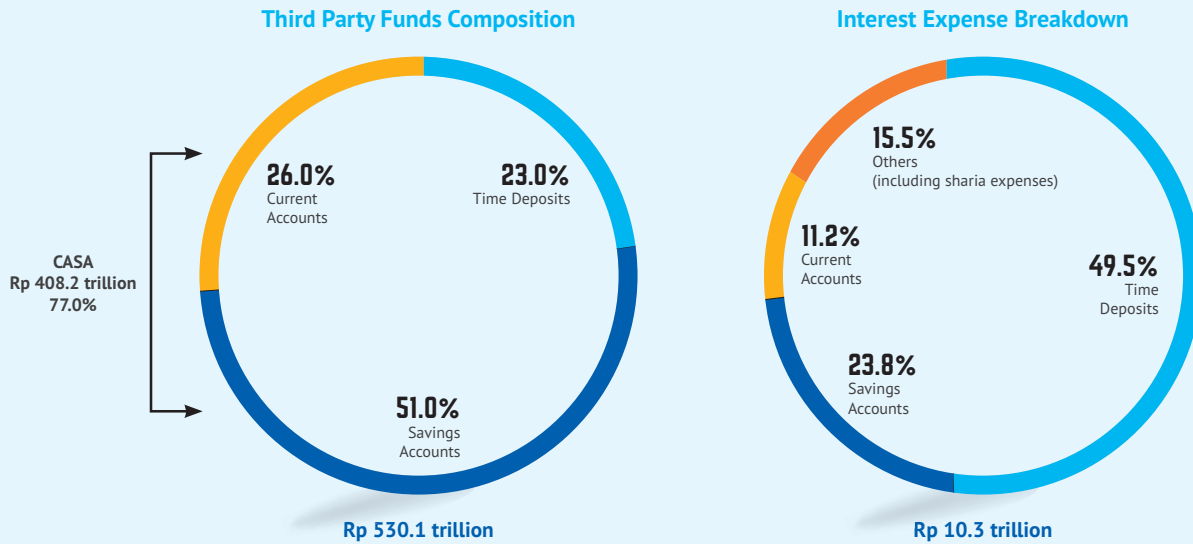 Third Party Funds Composition
26.0%
Current
Accounts
23.0%
Time Deposits
CASA
Rp 408.2 trillion
77.0%
51.0%
Savings
Accounts
Rp 530.1 trillion
Interest Expense Breakdown
15.5%
Others
(including sharia expenses)
11.2%
Current
Accounts
49.5%
Time
Deposits
23.8%
Savings
Accounts
Rp 10.3 trillion